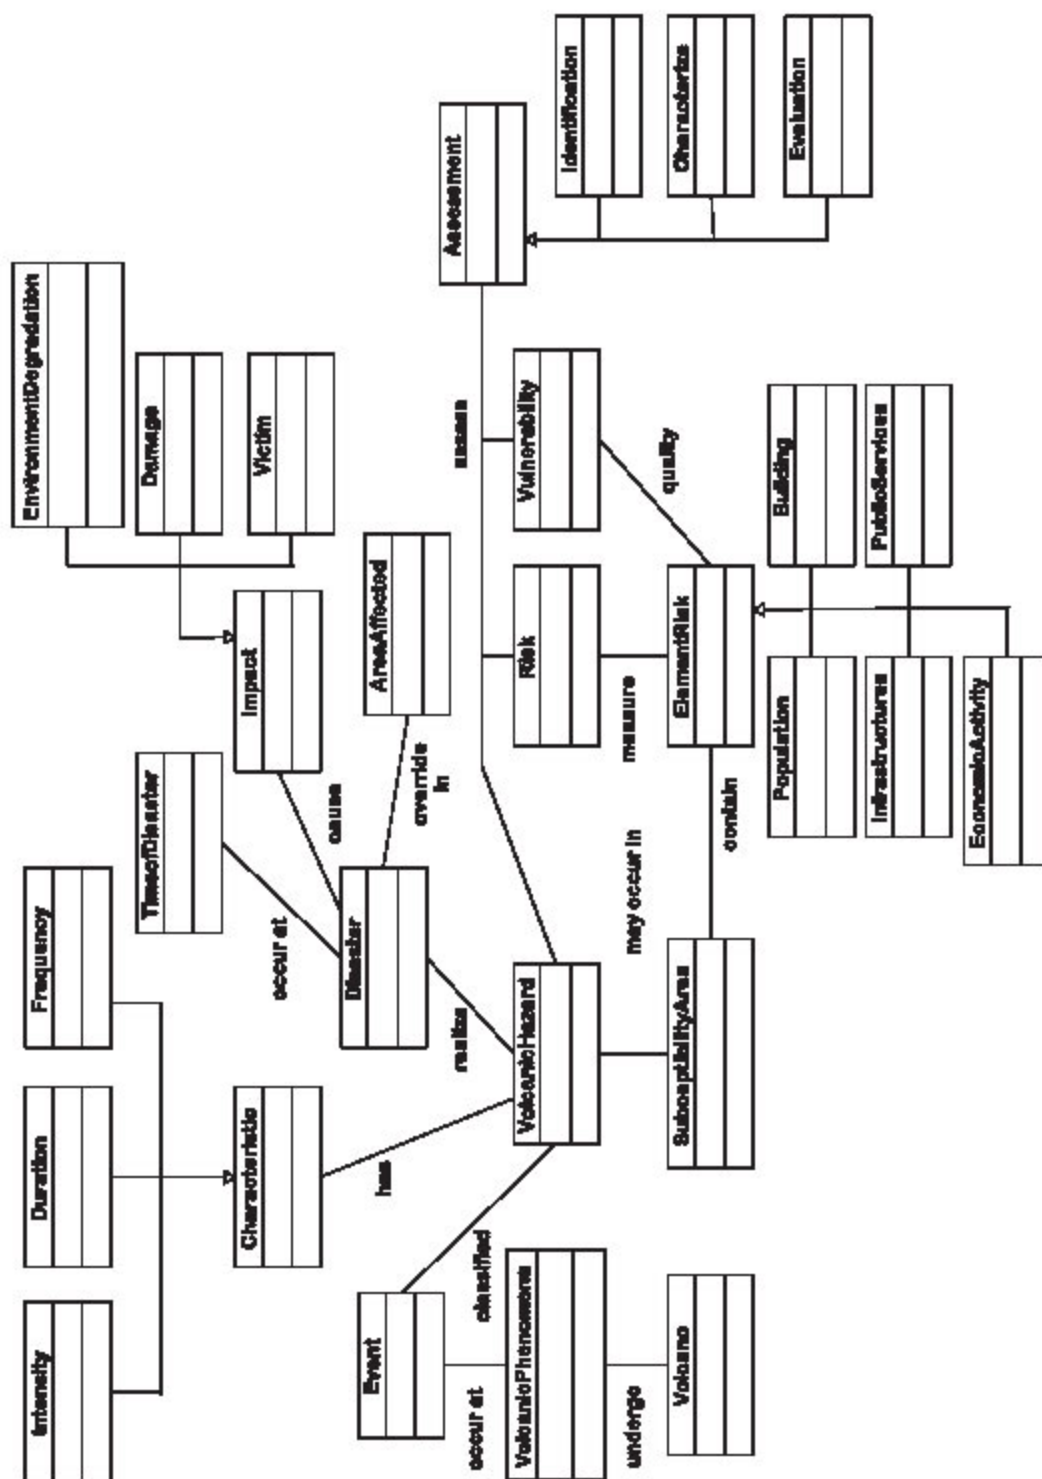 Intensity
Duration
Frequency
EnvironmentDegradation
Damage
TimeofDisaster
Victim
Characteristic
Impact
occur at
cause
Event
has
Disaster
AreaAffected
override
in
occur at
classified
realize
assess
Assessment
VolcanicPhenomena
VolcanicHazard
Risk
Vulnerability
Identification
undergo
may occur in
measure
quality
Volcano
ElementRisk
Characterize
contain
Population
Building
Evaluation
Infrastructures
PublicServices
EconomicActivity